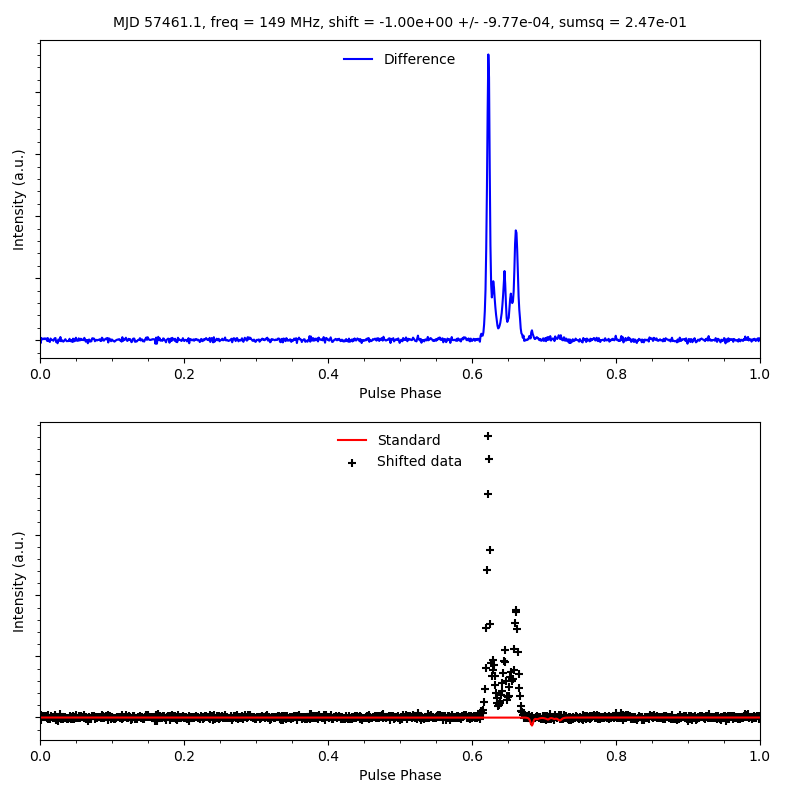 MJD 57461.1, freq = 149 MHz, shift = -1.00e+00 +/- -9.77e-04, sumsq = 2.47e-01
Difference
Intensity (a.u.)
0.0 0.2 0.4 0.6 0.8 1.0
Pulse Phase
Standard
Shifted data
Intensity (a.u.)
0.0 0.2 0.4 0.6 0.8 1.0
Pulse Phase